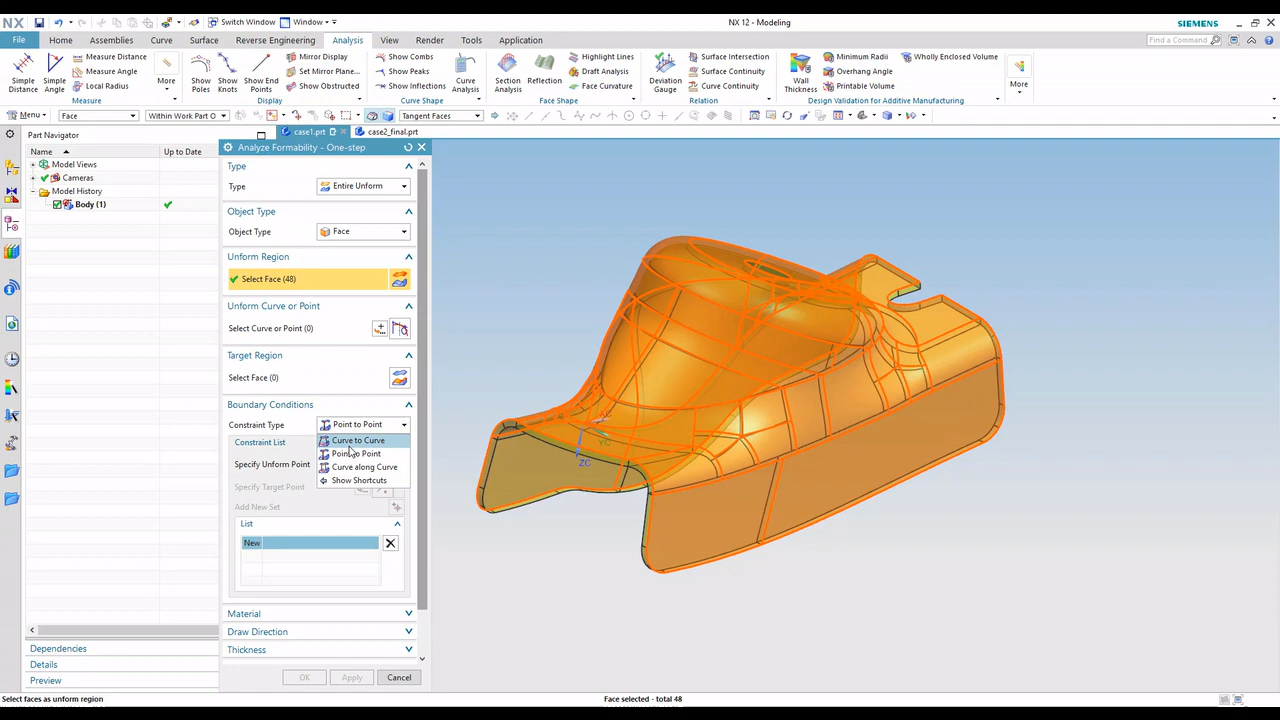 NX
Switch Window
Window
NX 12 - Modeling
SIEMENS
File
Home
Assemblies
Curve
Surface
Reverse Engineering
Analysis
View
Render
Tools
Application
Find a Command
Simple Distance
Simple Angle
Measure Distance
Measure Angle
Local Radius
More
Measure
Show Poles
Show Knots
Show End Points
Mirror Display
Set Mirror Plane...
Show Obstructed
Display
Show Combs
Show Peaks
Show Inflections
Curve Analysis
Curve Shape
Section Analysis
Reflection
Highlight Lines
Draft Analysis
Face Curvature
Face Shape
Deviation Gauge
Surface Intersection
Surface Continuity
Curve Continuity
Relation
Wall Thickness
Minimum Radii
Overhang Angle
Printable Volume
Wholly Enclosed Volume
Design Validation for Additive Manufacturing
More
Menu
Face
Within Work Part O
Tangent Faces
Part Navigator
case1.prt
case2_final.prt
Name
Up to Date
Model Views
Cameras
Model History
Body (1)
Analyze Formability - One-step
Type
Type
Entire Unform
Object Type
Object Type
Face
Unform Region
Select Face (48)
Unform Curve or Point
Select Curve or Point (0)
Target Region
Select Face (0)
Boundary Conditions
Constraint Type
Point to Point
Curve to Curve
Constraint List
Point to Point
Specify Unform Point
Curve along Curve
Show Shortcuts
Specify Target Point
Add New Set
List
New
Material
Draw Direction
Thickness
OK
Apply
Cancel
YC
ZC
Dependencies
Details
Preview
Select faces as unform region
Face selected - total 48